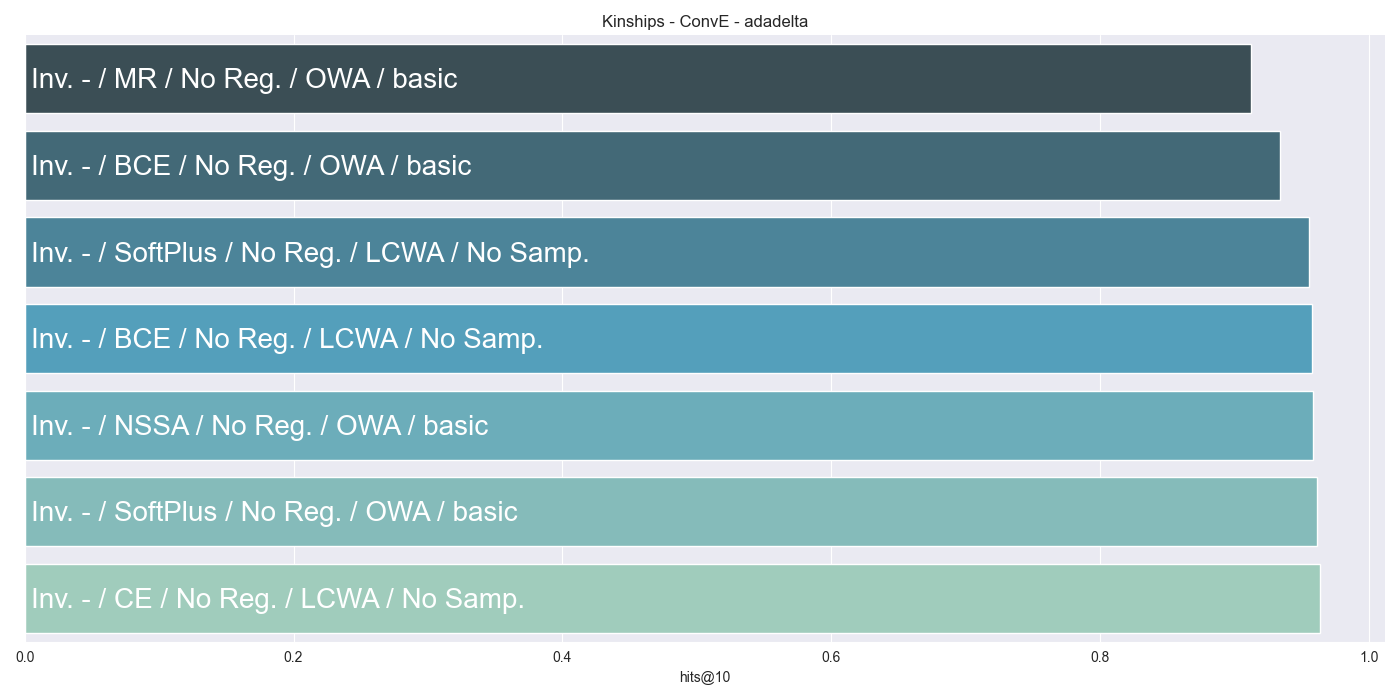 Kinships - ConvE - adadelta
Inv. - / MR / No Reg. / OWA / basic
Inv. - / BCE / No Reg. / OWA / basic
Inv. - / SoftPlus / No Reg. / LCWA / No Samp.
Inv. - / BCE / No Reg. / LCWA / No Samp.
Inv. - / NSSA / No Reg. / OWA / basic
Inv. - / SoftPlus / No Reg. / OWA / basic
Inv. - / CE / No Reg. / LCWA / No Samp.
0.0 0.2 0.4 0.6 0.8 1.0
hits@10